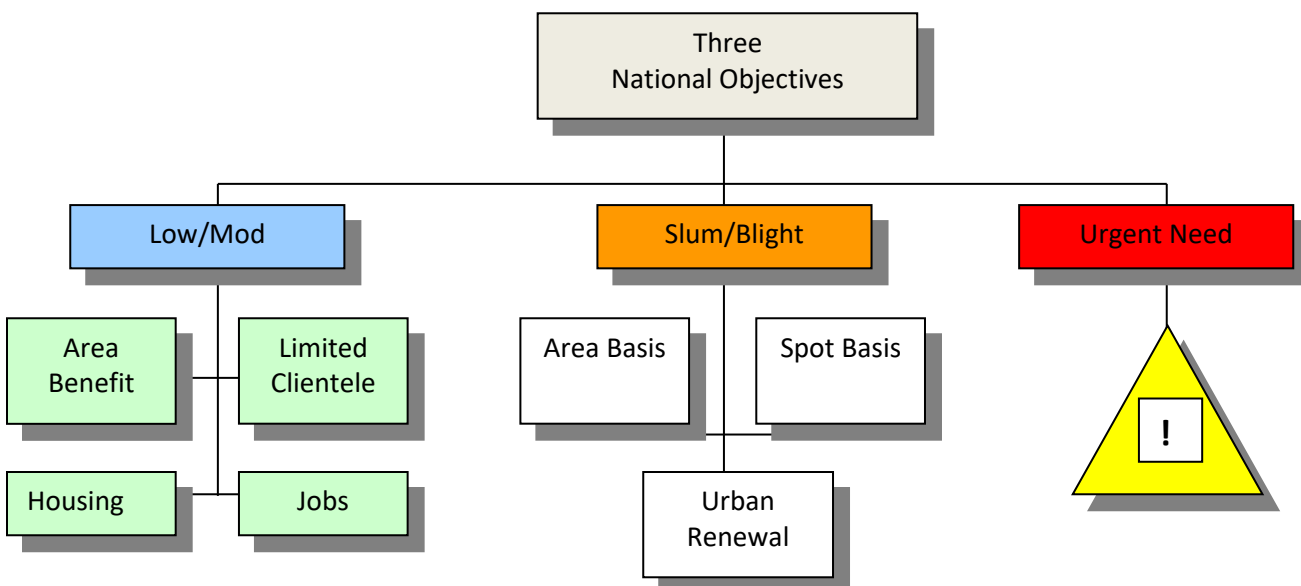 Three
National Objectives
Low/Mod
Slum/Blight
Urgent Need
Area
Benefit
Limited
Clientele
Area Basis
Spot Basis
!
Housing
Jobs
Urban
Renewal